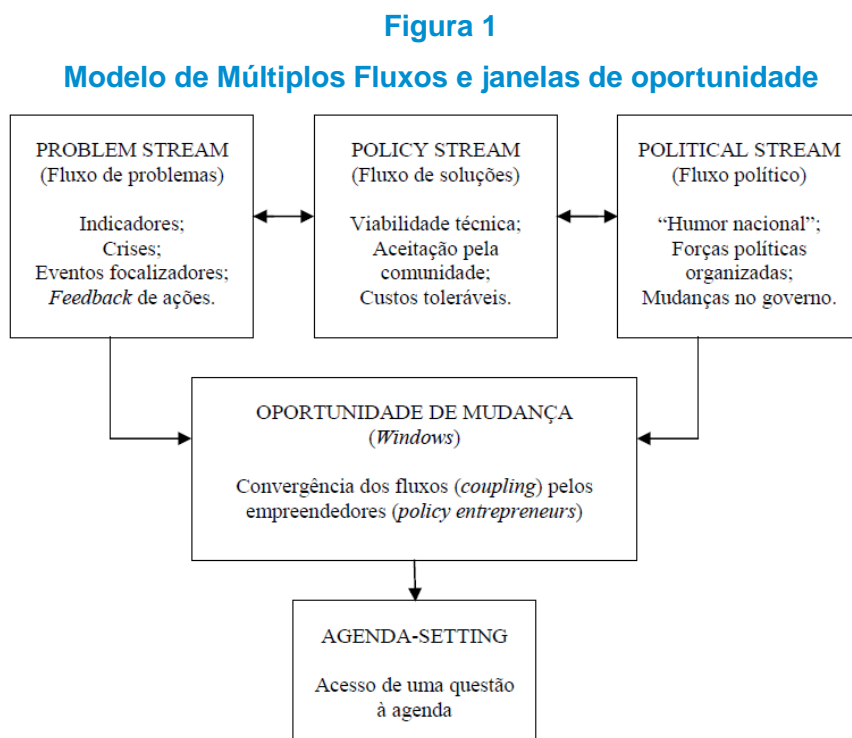 Figura 1
Modelo de Múltiplos Fluxos e janelas de oportunidade
PROBLEM STREAM
(Fluxo de problemas)
Indicadores;
Crises;
Eventos focalizadores;
Feedback de ações.
POLICY STREAM
(Fluxo de soluções)
Viabilidade técnica;
Aceitação pela
comunidade;
Custos toleráveis.
POLITICAL STREAM
(Fluxo político)
“Humor nacional”;
Forças políticas
organizadas;
Mudanças no governo.
OPORTUNIDADE DE MUDANÇA
(Windows)
Convergência dos fluxos (coupling) pelos
empreendedores (policy entrepreneurs)
AGENDA-SETTING
Acesso de uma questão
à agenda